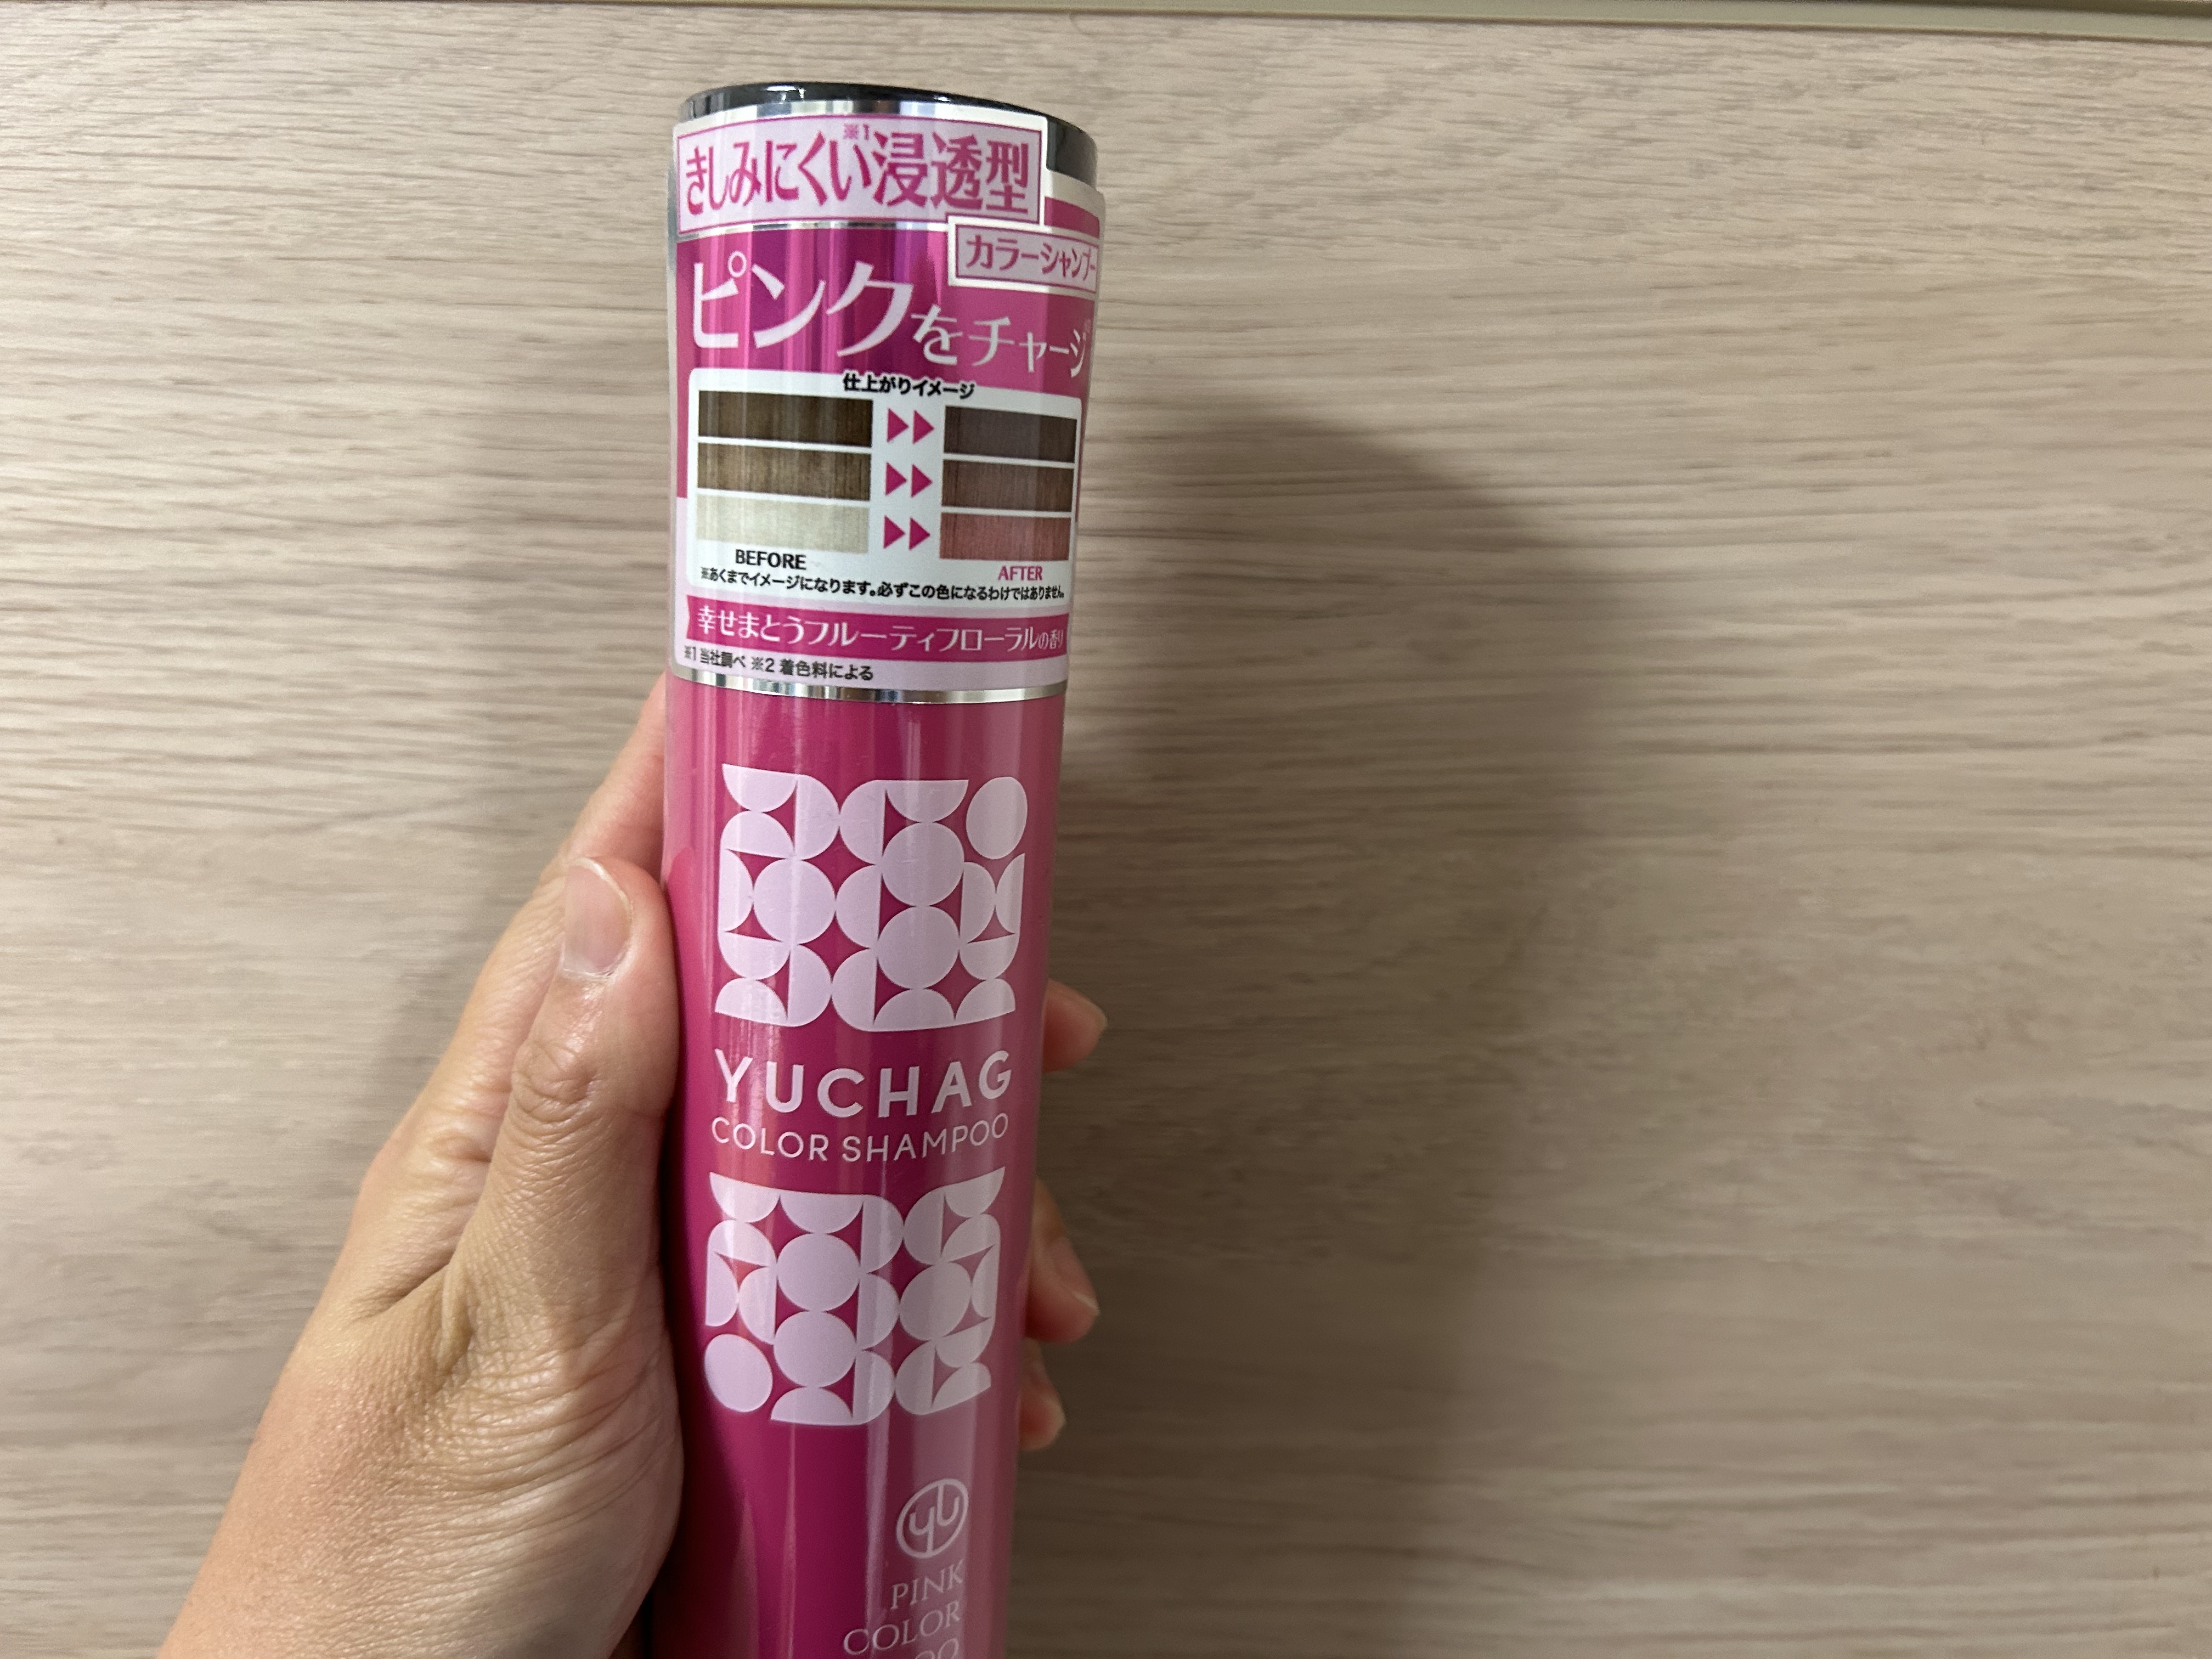 きしみにくい※1浸透型
カラーシャンプー
ピンクをチャージ
仕上がりイメージ
BEFORE
AFTER
※あくまでイメージになります。必ずこの色になるわけではありません。
幸せまとうフルーティフローラルの香り
※1 当社調べ ※2 着色料による
YUCHAG
COLOR SHAMPOO
yu
PINK
COLOR